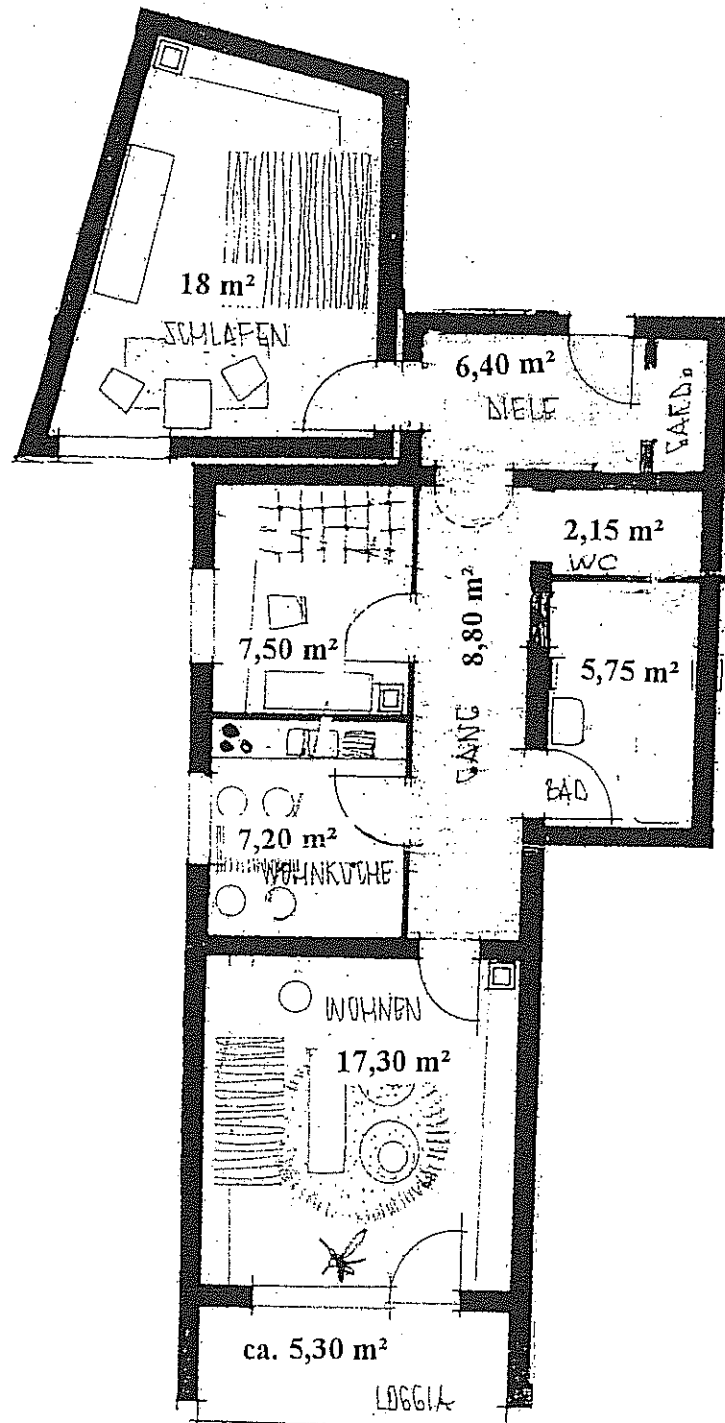 18 m²
SCHLAFEN
6,40 m²
DIELE
GARD.
2,15 m²
WC
8,80 m²
GANG
7,50 m²
5,75 m²
BAD
7,20 m²
WOHNKÜCHE
WOHNEN
17,30 m²
ca. 5,30 m²
LOGGIA